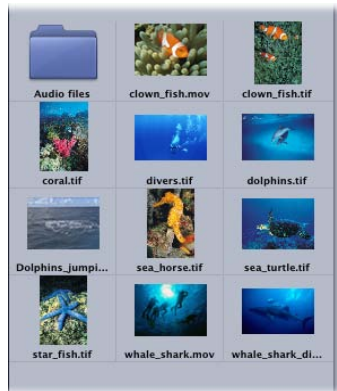 Audio files
clown_fish.mov
clown_fish.tif
coral.tif
divers.tif
dolphins.tif
Dolphins_jumpi...
sea_horse.tif
sea_turtle.tif
star_fish.tif
whale_shark.mov
whale_shark_di...